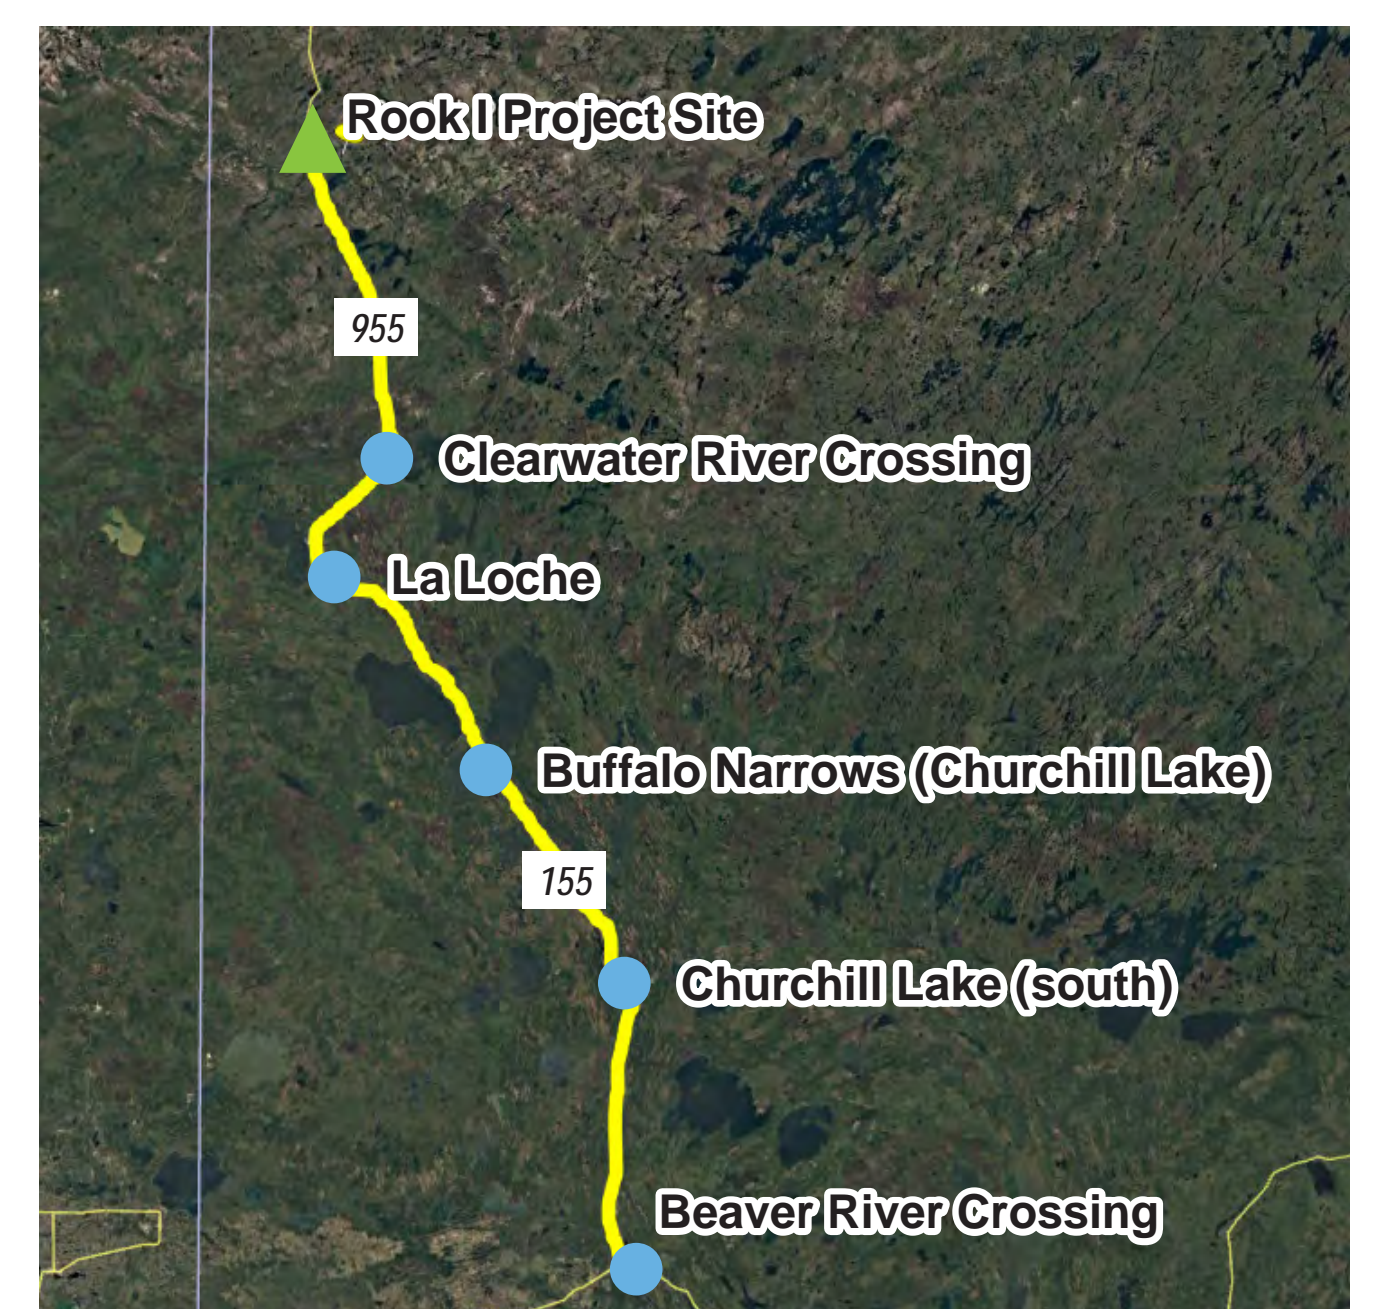 Rook I Project Site
955
Clearwater River Crossing
La Loche
Buffalo Narrows (Churchill Lake)
155
Churchill Lake (south)
Beaver River Crossing